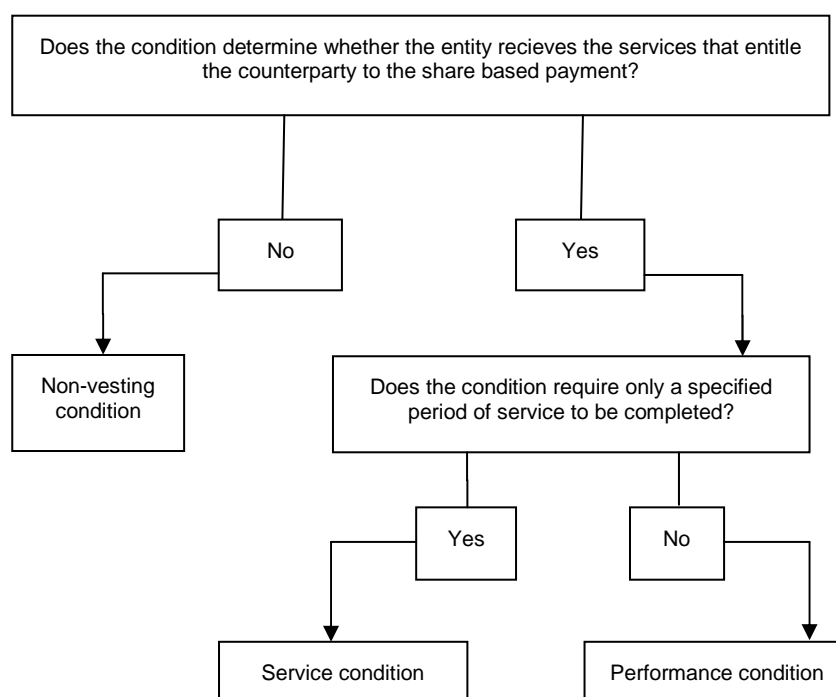 Does the condition determine whether the entity recieves the services that entitle
the counterparty to the share based payment?
No
Yes
Non-vesting
condition
Does the condition require only a specified
period of service to be completed?
Yes
No
Service condition
Performance condition